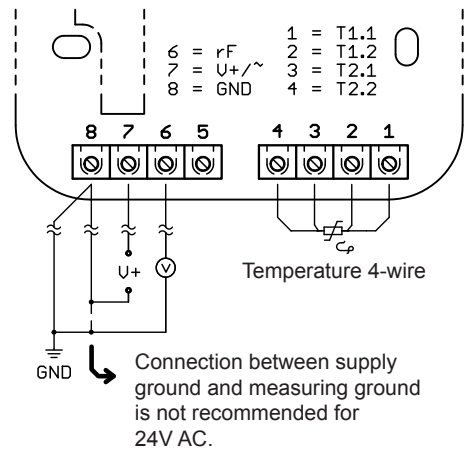 6 = rF
7 = V+/~
8 = GND
1 = T1.1
2 = T1.2
3 = T2.1
4 = T2.2
8 7 6 5 4 3 2 1
V+
V
Temperature 4-wire
GND
Connection between supply
ground and measuring ground
is not recommended for
24V AC.